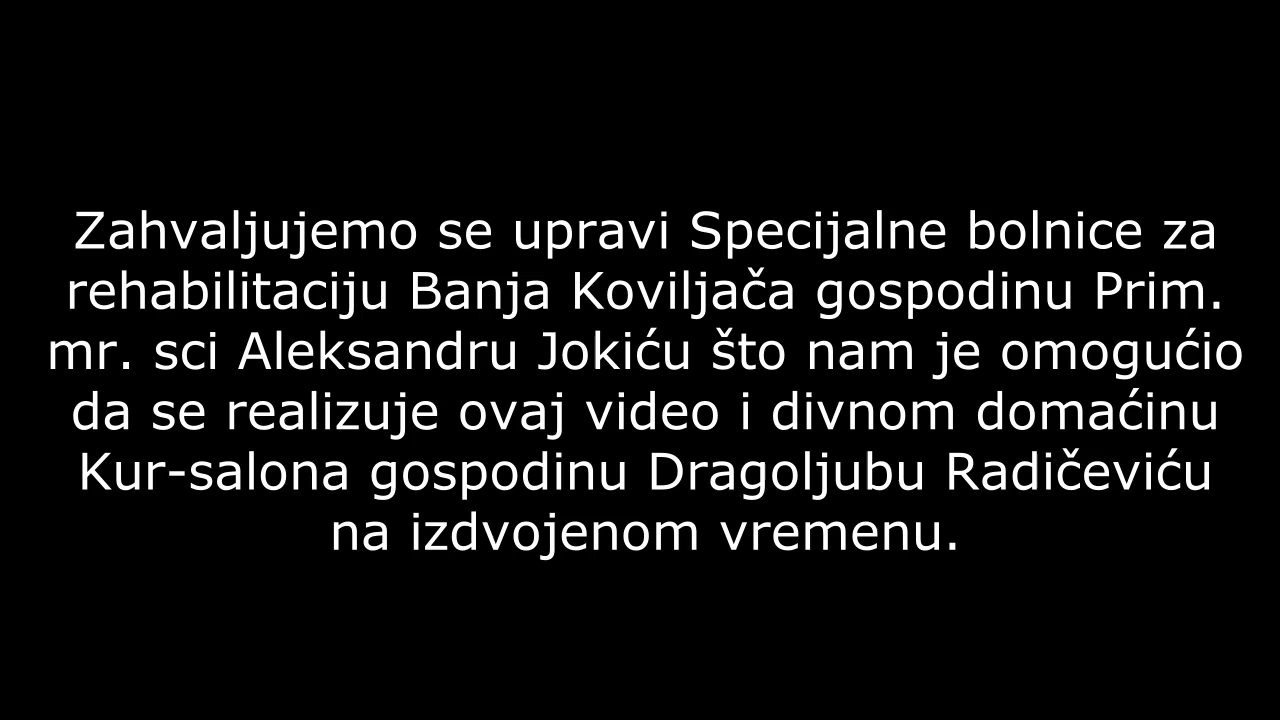 Zahvaljujemo se upravi Specijalne bolnice za
rehabilitaciju Banja Koviljača gospodinu Prim.
mr. sci Aleksandru Jokiću što nam je omogućio
da se realizuje ovaj video i divnom domaćinu
Kur-salona gospodinu Dragoljubu Radičeviću
na izdvojenom vremenu.